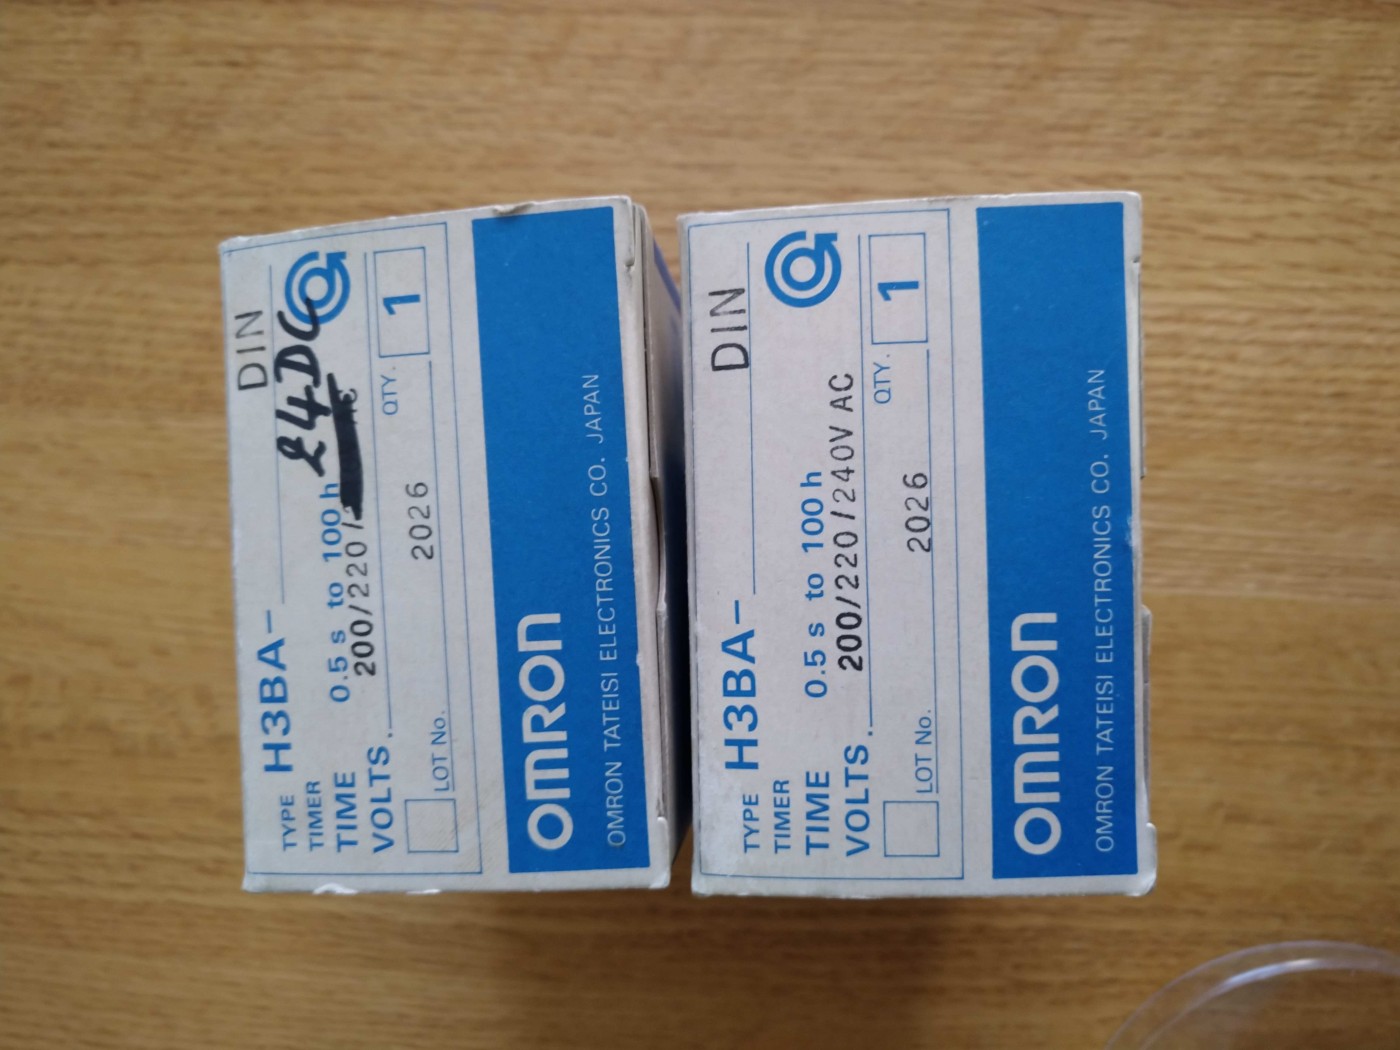 DIN
24DC
TYPE H3BA-
TIMER
TIME 0.5 s to 100 h
VOLTS. 200/220/
LOT No. 2026 QTY. 1
OMRON
OMRON TATEISI ELECTRONICS CO. JAPAN
DIN
TYPE H3BA-
TIMER
TIME 0.5 s to 100 h
VOLTS. 200/220/240V AC
LOT No. 2026 QTY. 1
OMRON
OMRON TATEISI ELECTRONICS CO. JAPAN